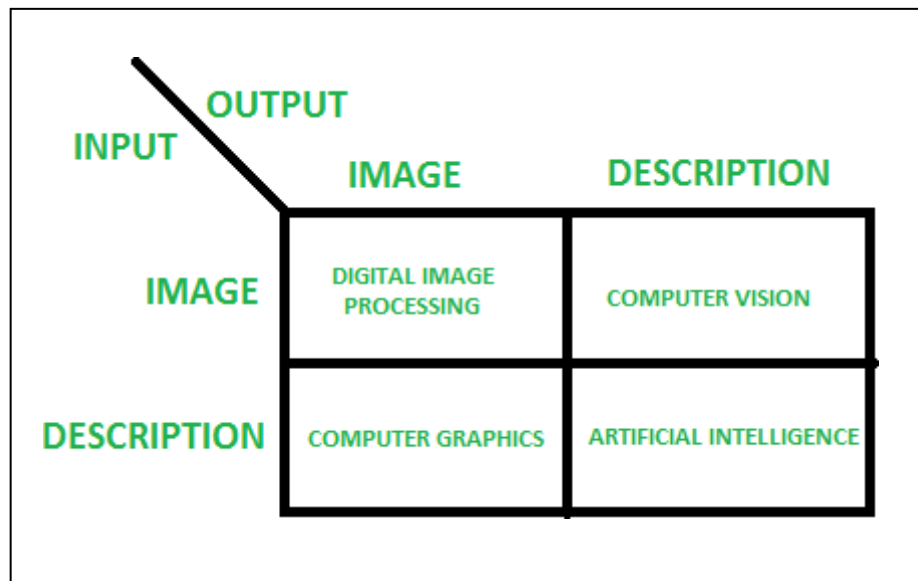 OUTPUT
INPUT
IMAGE
DESCRIPTION
IMAGE
DIGITAL IMAGE
PROCESSING
COMPUTER VISION
DESCRIPTION
COMPUTER GRAPHICS
ARTIFICIAL INTELLIGENCE